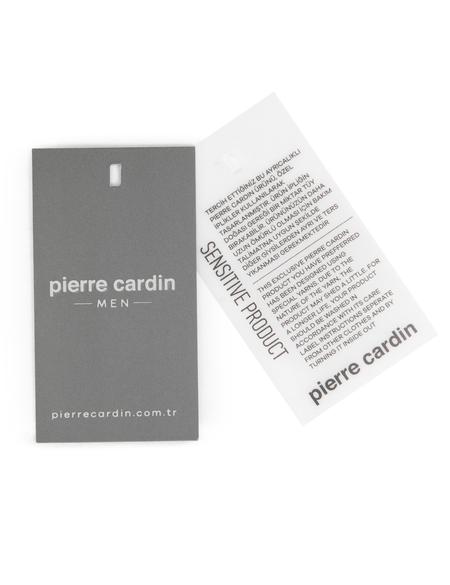 pierre cardin
MEN
pierrecardin.com.tr
SENSITIVE PRODUCT
TERCİH ETTİĞİNİZ BU AYRICALIKLI
PIERRE CARDIN ÜRÜNÜ, ÖZEL
İPLİKLER KULLANILARAK
TASARLANMIŞTIR. ÜRÜN İPLİĞİN
DOĞASI GEREĞİ BİR MİKTAR TÜY
BIRAKABİLİR. ÜRÜNÜNÜZÜN DAHA
UZUN ÖMÜRLÜ OLMASI İÇİN BAKIM
TALİMATINA UYGUN ŞEKİLDE
DİĞER GİYSİLERDEN AYRI VE TERS
YIKANMASI GEREKMEKTEDİR
THIS EXCLUSIVE PIERRE CARDIN
PRODUCT YOU HAVE PREFERRED
HAS BEEN DESIGNED USING
SPECIAL YARNS. DUE TO THE
NATURE OF THE YARN, THE
PRODUCT MAY SHED A LITTLE. FOR
A LONGER LIFE, YOUR PRODUCT
SHOULD BE WASHED IN
ACCORDANCE WITH ITS CARE
LABEL INSTRUCTIONS SEPERATE
FROM OTHER CLOTHES AND BY
TURNING IT INSIDE OUT
pierre cardin